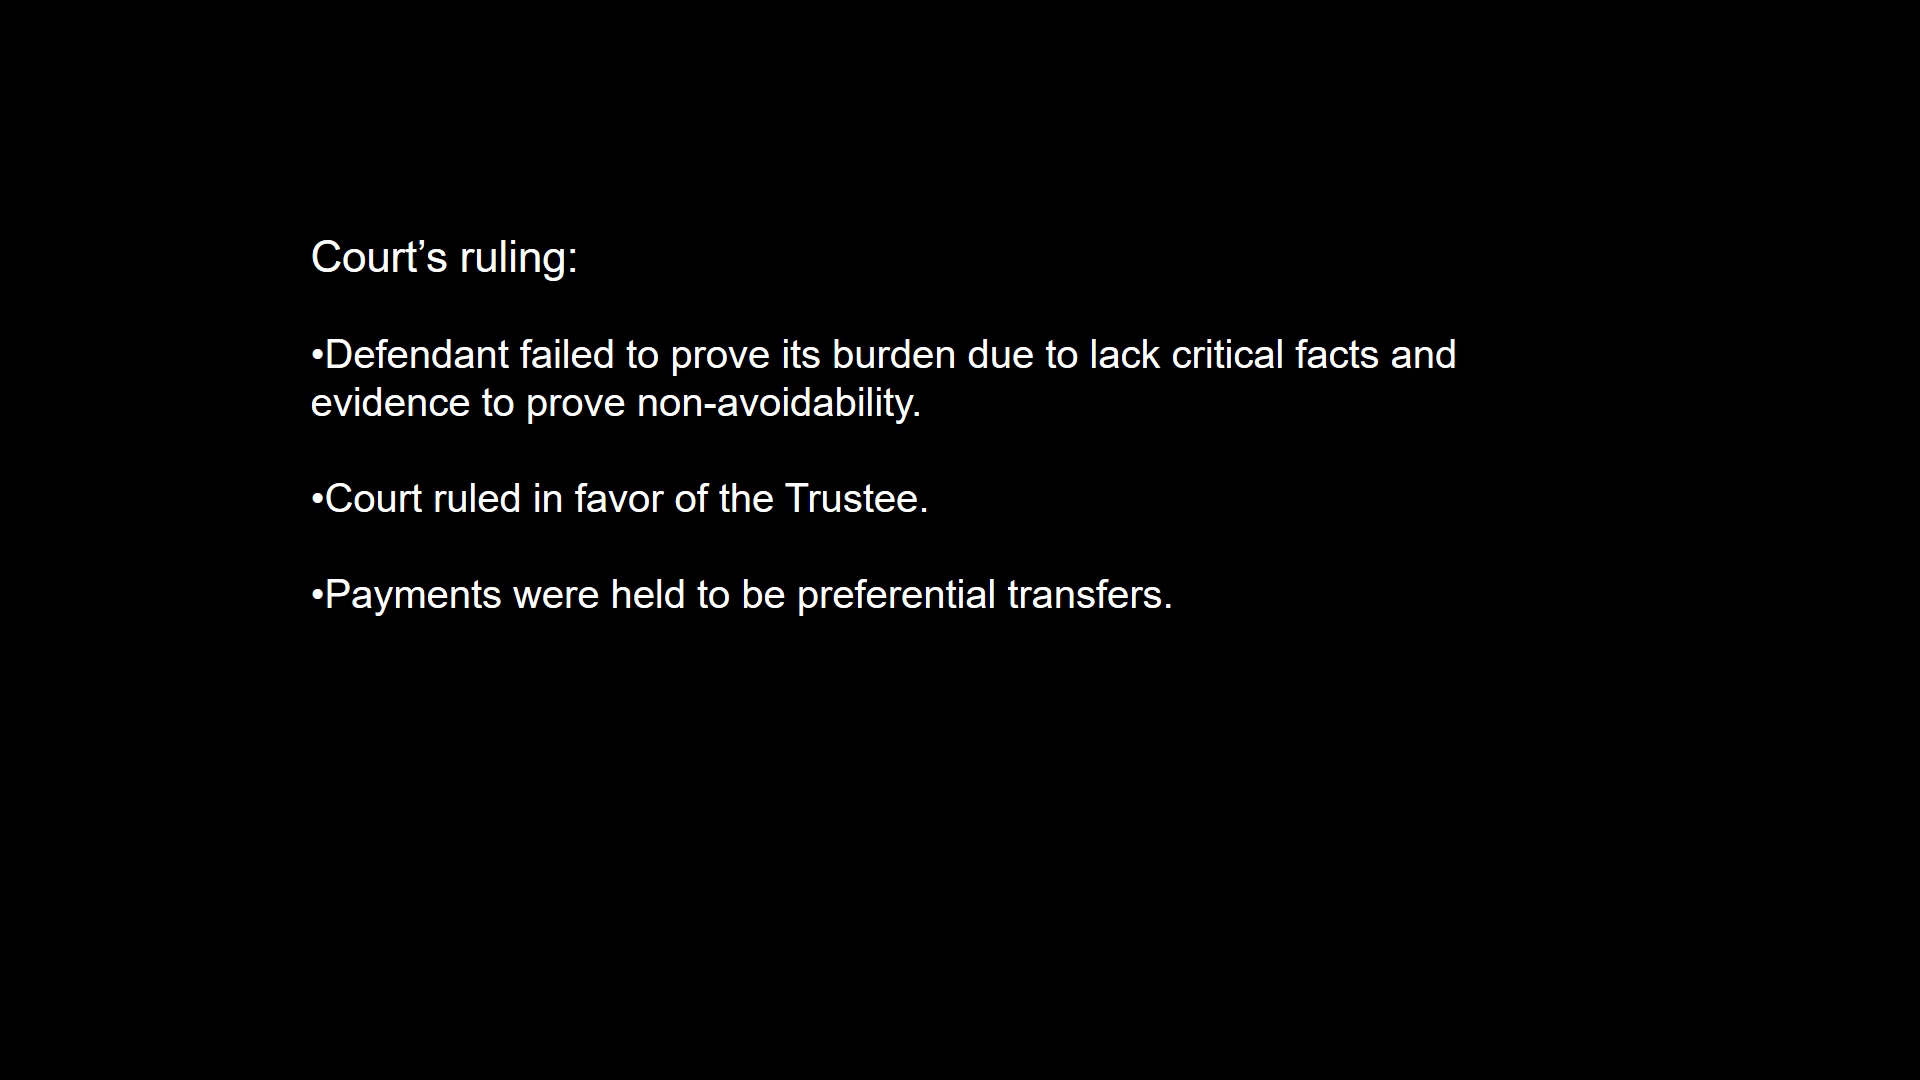 Court’s ruling:
•Defendant failed to prove its burden due to lack critical facts and
evidence to prove non-avoidability.
•Court ruled in favor of the Trustee.
•Payments were held to be preferential transfers.